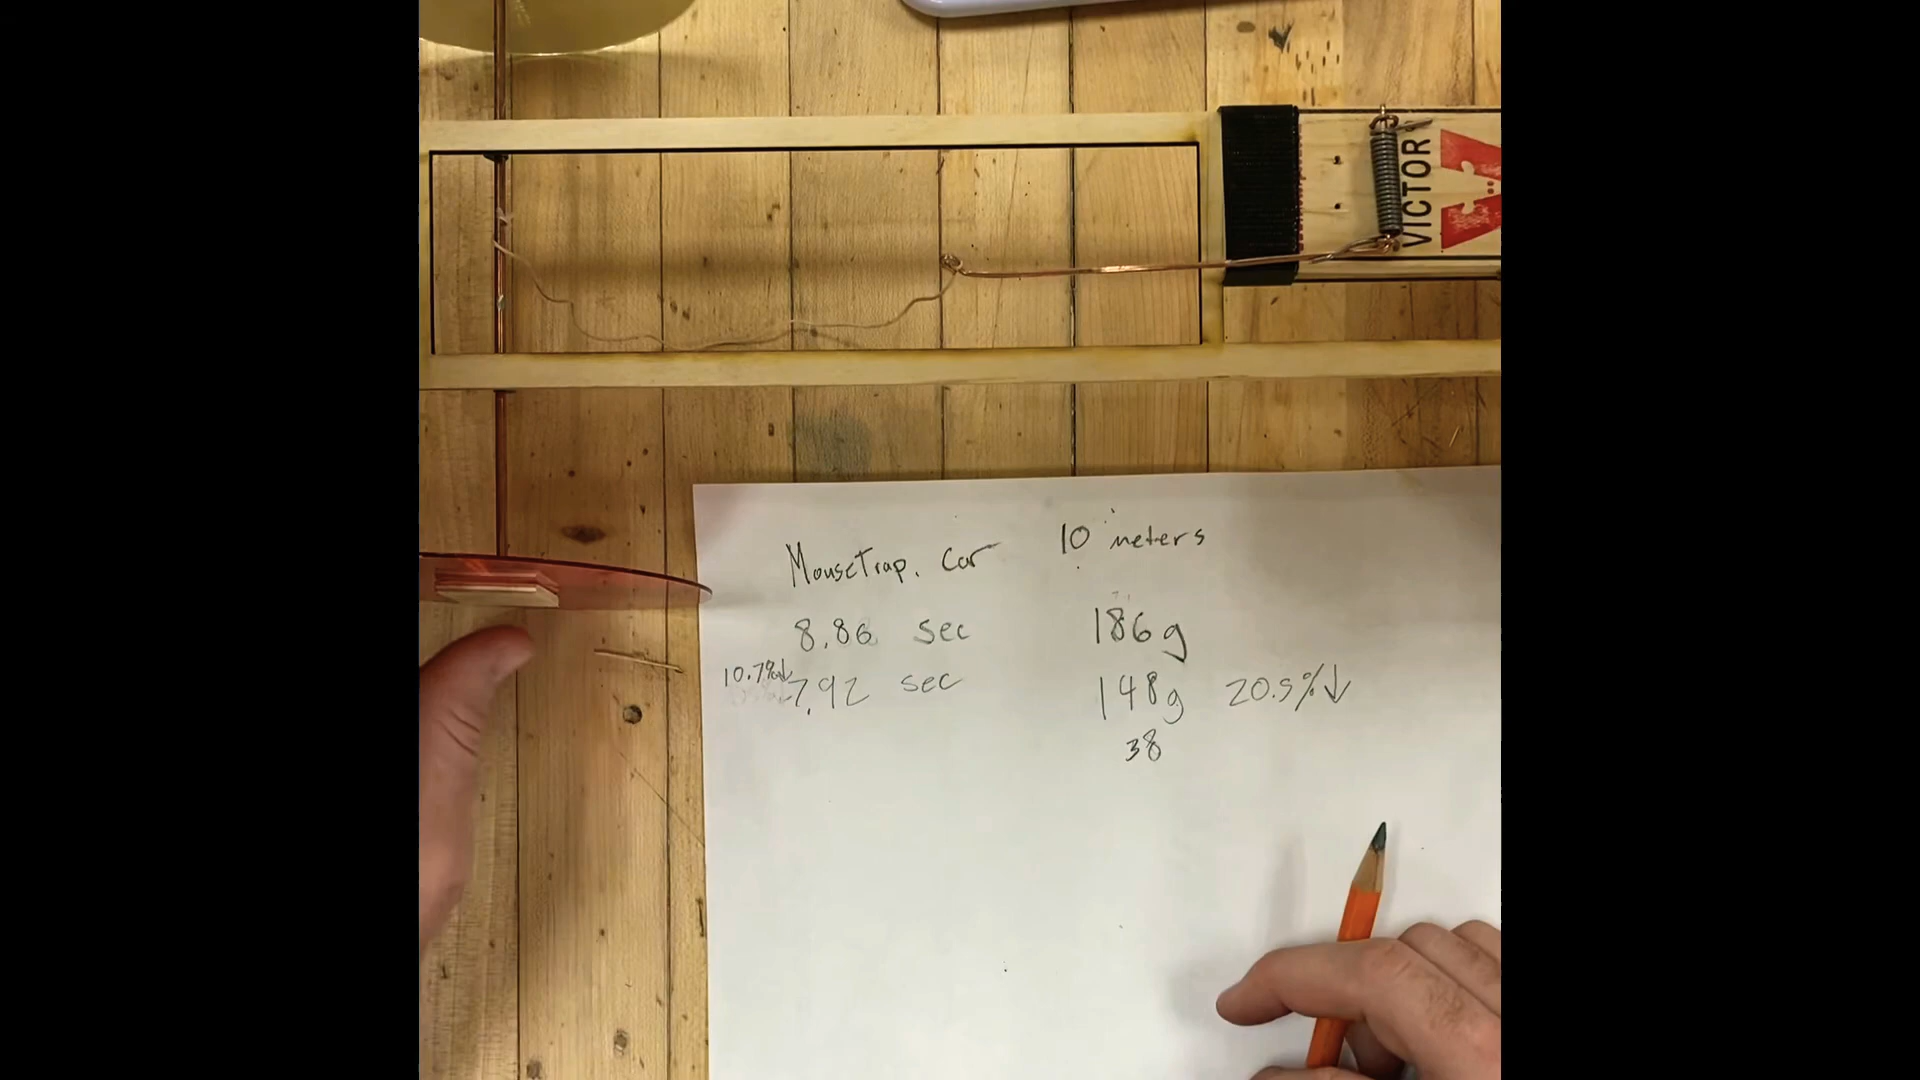 VICTOR
MouseTrap. Car 10 meters
8.86 sec 186g
10.7%↓ 7.92 sec 148g 20.5%↓
38